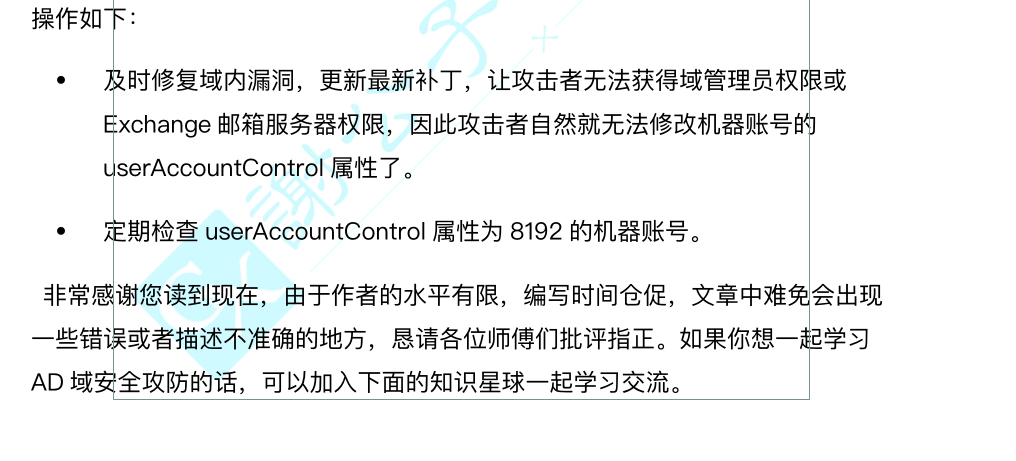 操作如下：
• 及时修复域内漏洞，更新最新补丁，让攻击者无法获得域管理员权限或
Exchange 邮箱服务器权限，因此攻击者自然就无法修改机器账号的
userAccountControl 属性了。
• 定期检查 userAccountControl 属性为 8192 的机器账号。
非常感谢您读到现在，由于作者的水平有限，编写时间仓促，文章中难免会出现
一些错误或者描述不准确的地方，恳请各位师傅们批评指正。如果你想一起学习
AD 域安全攻防的话，可以加入下面的知识星球一起学习交流。
謝公子